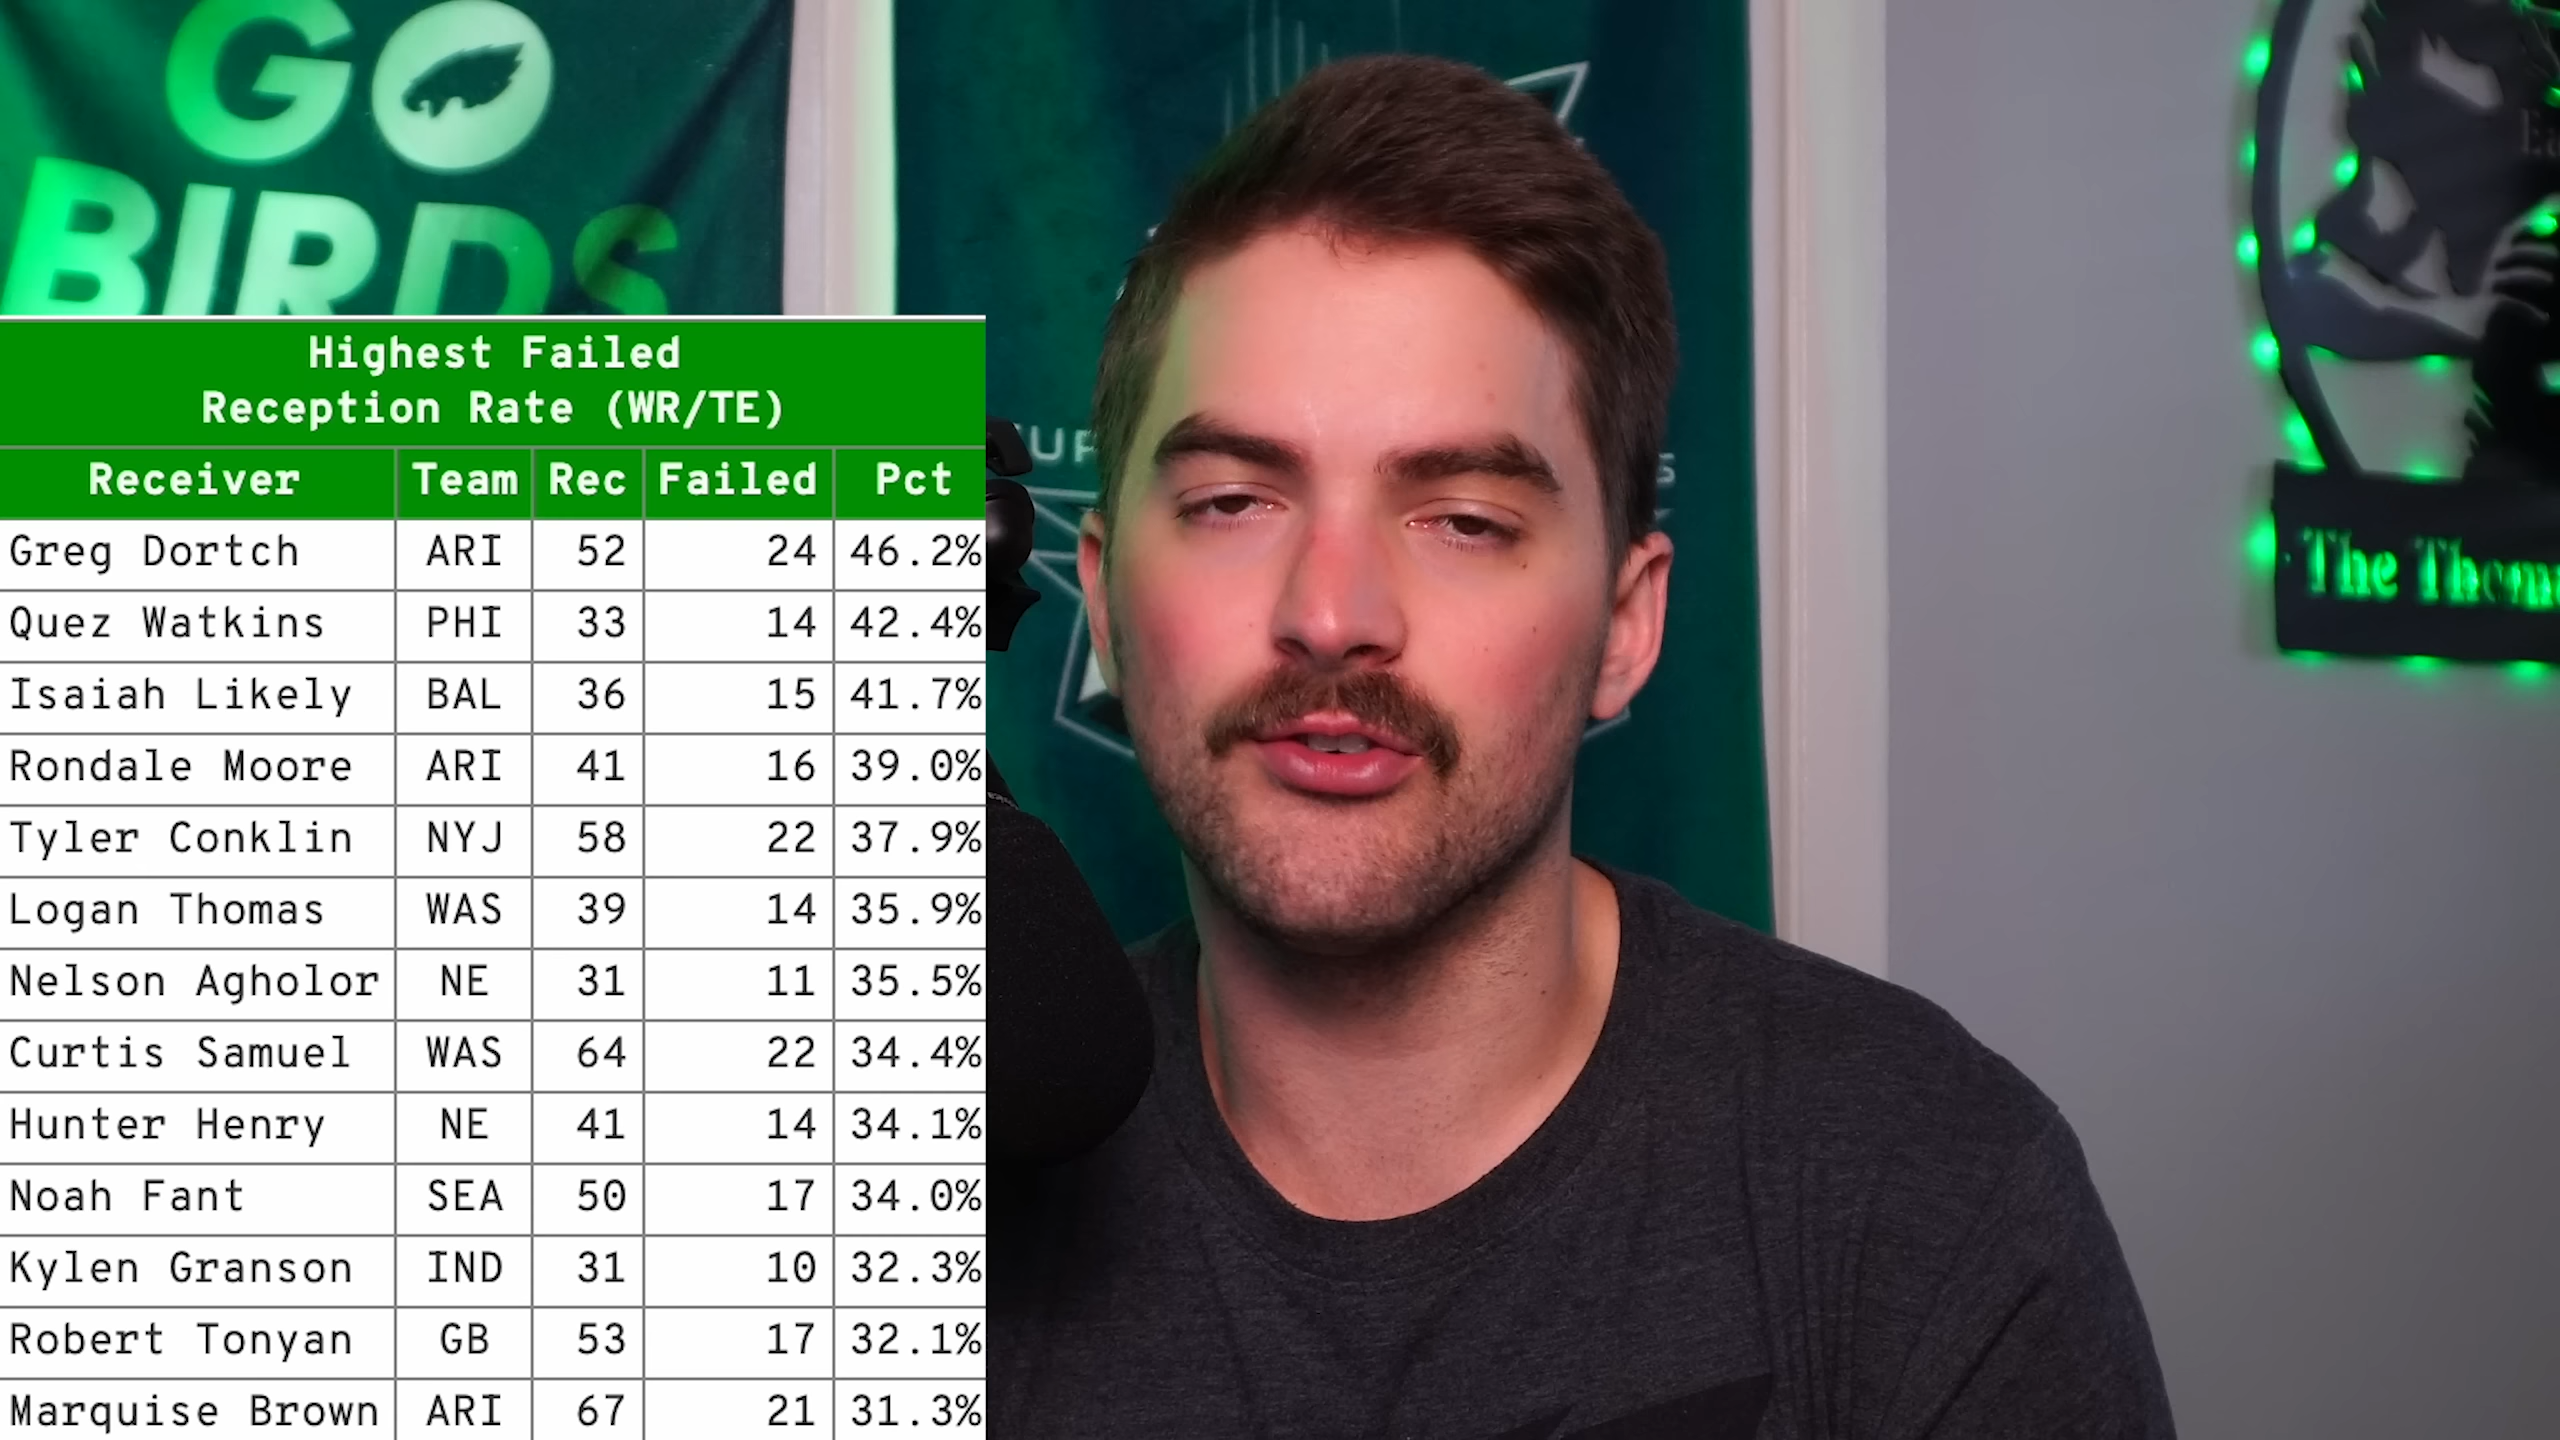 GO
BIRDS
Highest Failed
Reception Rate (WR/TE)
Receiver Team Rec Failed Pct
Greg Dortch ARI 52 24 46.2%
Quez Watkins PHI 33 14 42.4%
Isaiah Likely BAL 36 15 41.7%
Rondale Moore ARI 41 16 39.0%
Tyler Conklin NYJ 58 22 37.9%
Logan Thomas WAS 39 14 35.9%
Nelson Agholor NE 31 11 35.5%
Curtis Samuel WAS 64 22 34.4%
Hunter Henry NE 41 14 34.1%
Noah Fant SEA 50 17 34.0%
Kylen Granson IND 31 10 32.3%
Robert Tonyan GB 53 17 32.1%
Marquise Brown ARI 67 21 31.3%
The